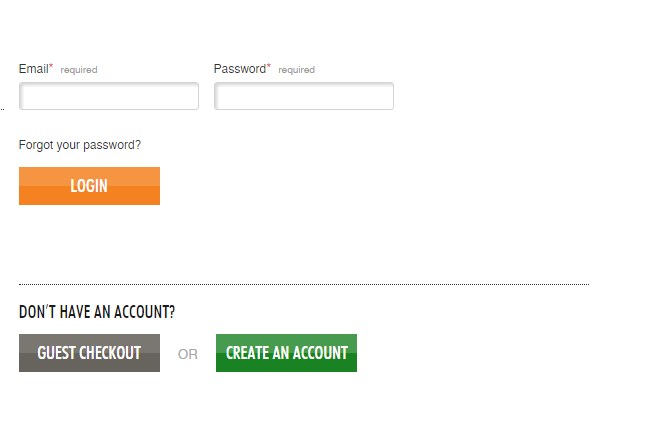 Email* required Password* required
Forgot your password?
LOGIN
DON'T HAVE AN ACCOUNT?
GUEST CHECKOUT OR CREATE AN ACCOUNT